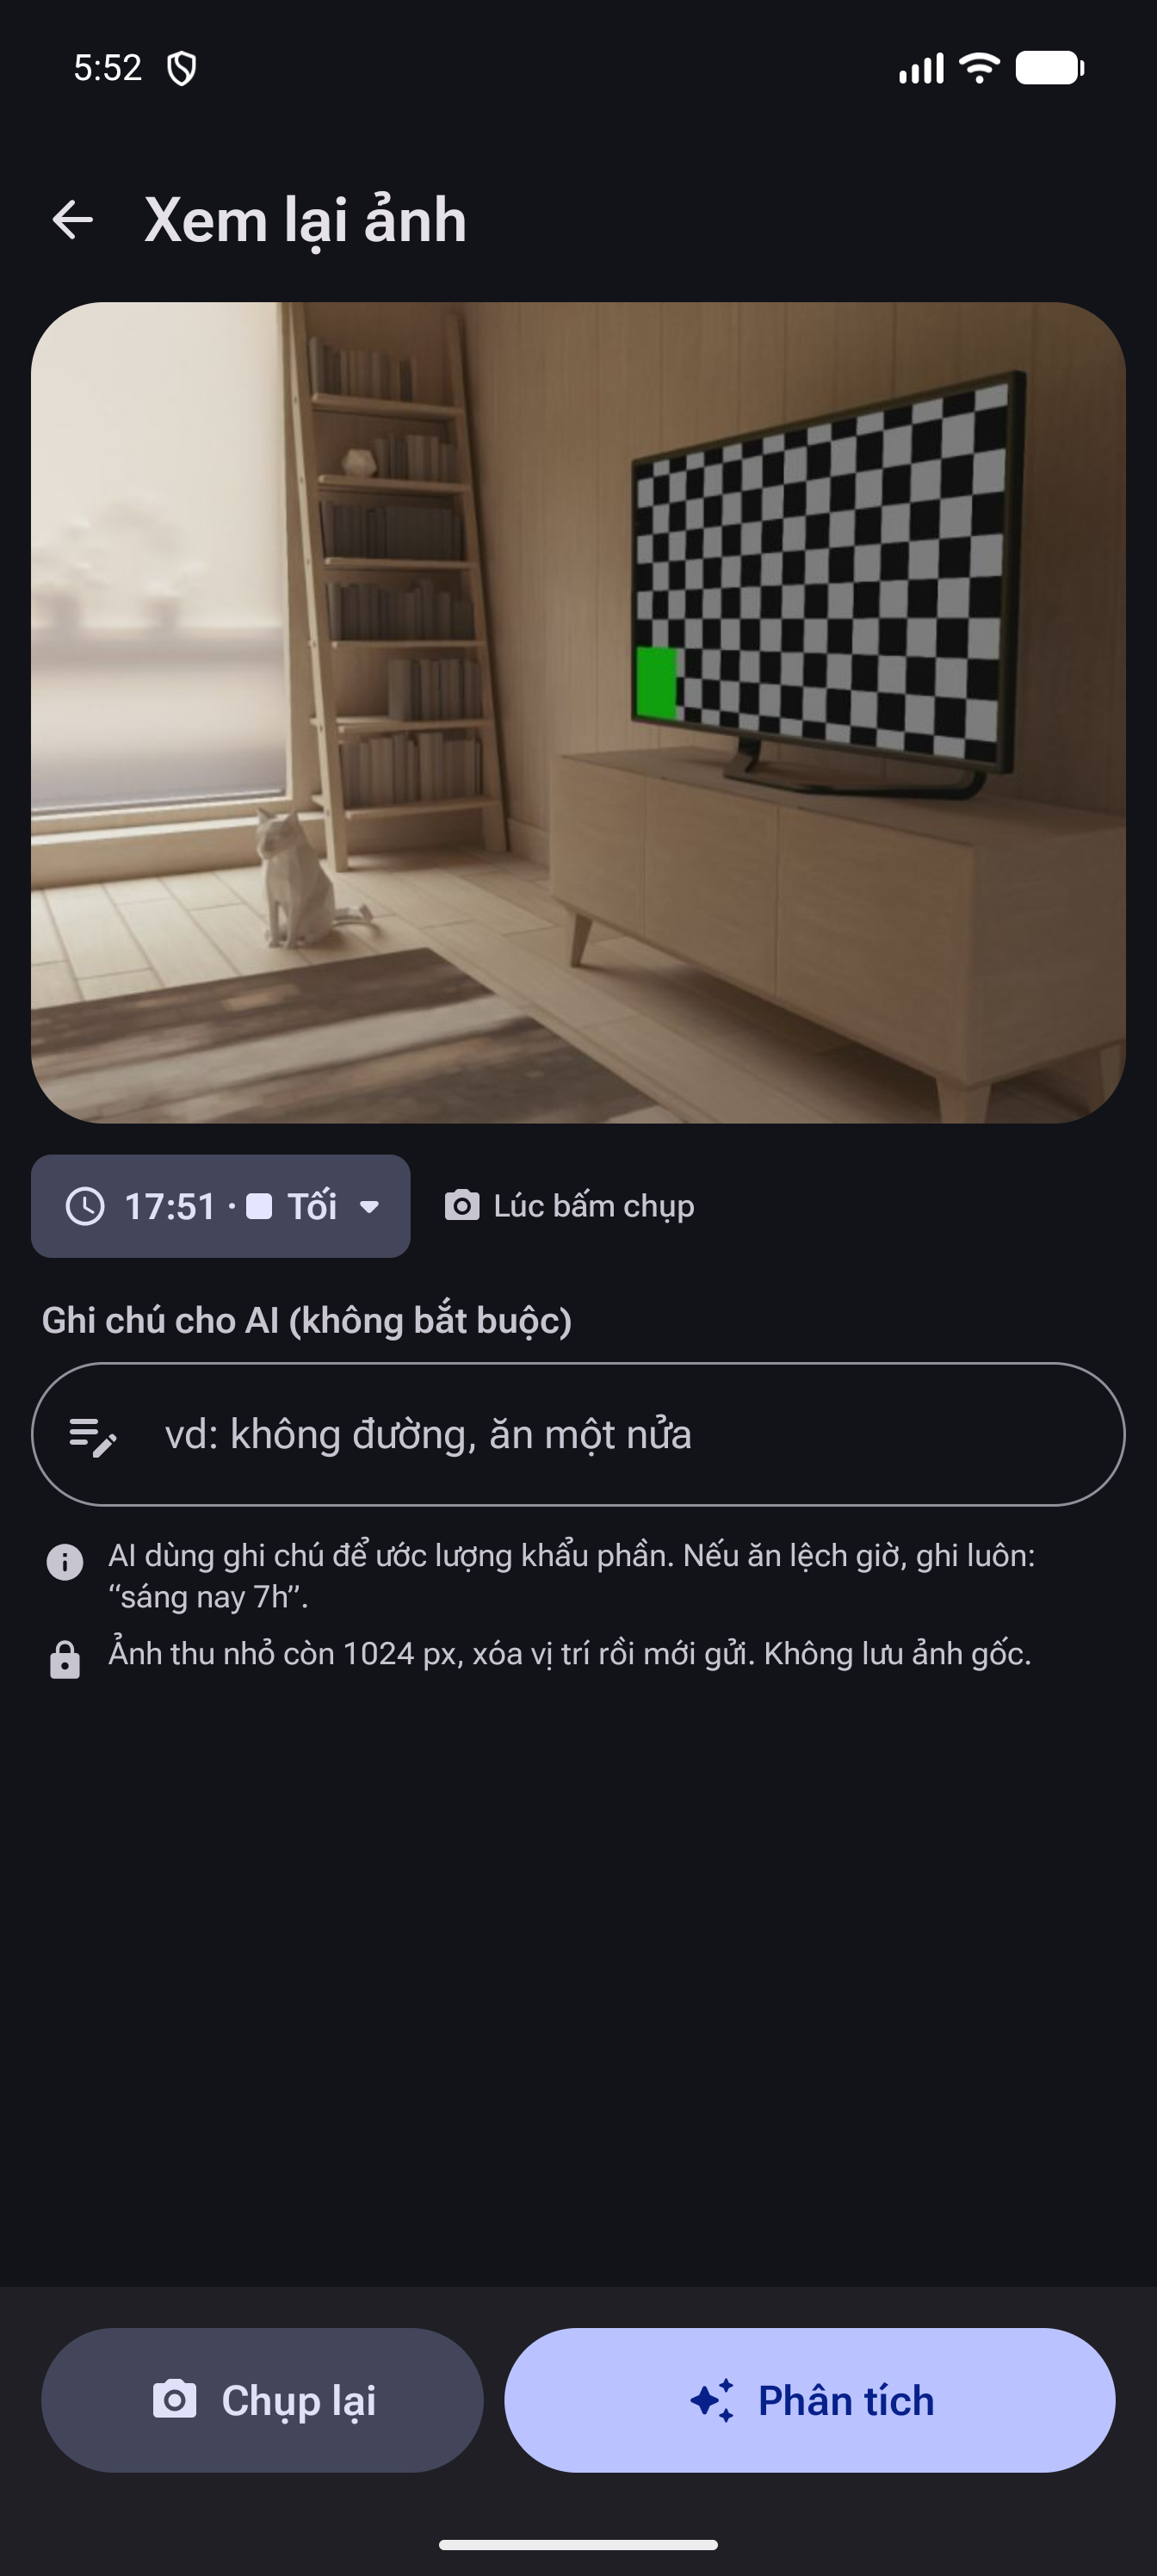 5:52
Xem lại ảnh
17:51 · Tối
Lúc bấm chụp
Ghi chú cho AI (không bắt buộc)
vd: không đường, ăn một nửa
AI dùng ghi chú để ước lượng khẩu phần. Nếu ăn lệch giờ, ghi luôn:
“sáng nay 7h”.
Ảnh thu nhỏ còn 1024 px, xóa vị trí rồi mới gửi. Không lưu ảnh gốc.
Chụp lại
Phân tích